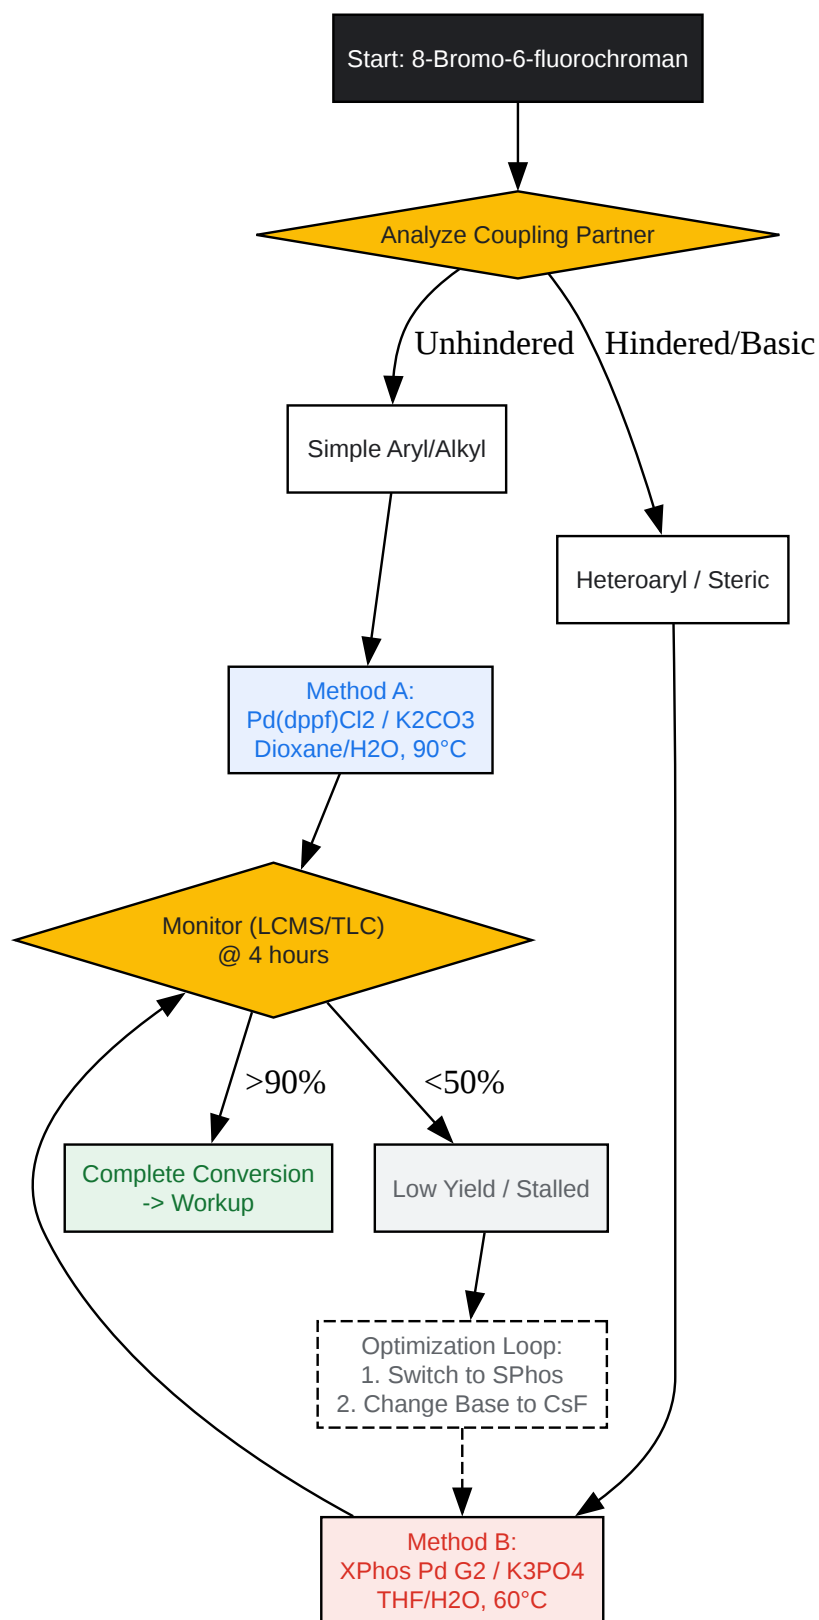 Start: 8-Bromo-6-fluorochroman
Analyze Coupling Partner
Unhindered
Hindered/Basic
Simple Aryl/Alkyl
Heteroaryl / Steric
Method A:
Pd(dppf)Cl2 / K2CO3
Dioxane/H2O, 90°C
Monitor (LCMS/TLC)
@ 4 hours
>90%
<50%
Complete Conversion
-> Workup
Low Yield / Stalled
Optimization Loop:
1. Switch to SPhos
2. Change Base to CsF
Method B:
XPhos Pd G2 / K3PO4
THF/H2O, 60°C